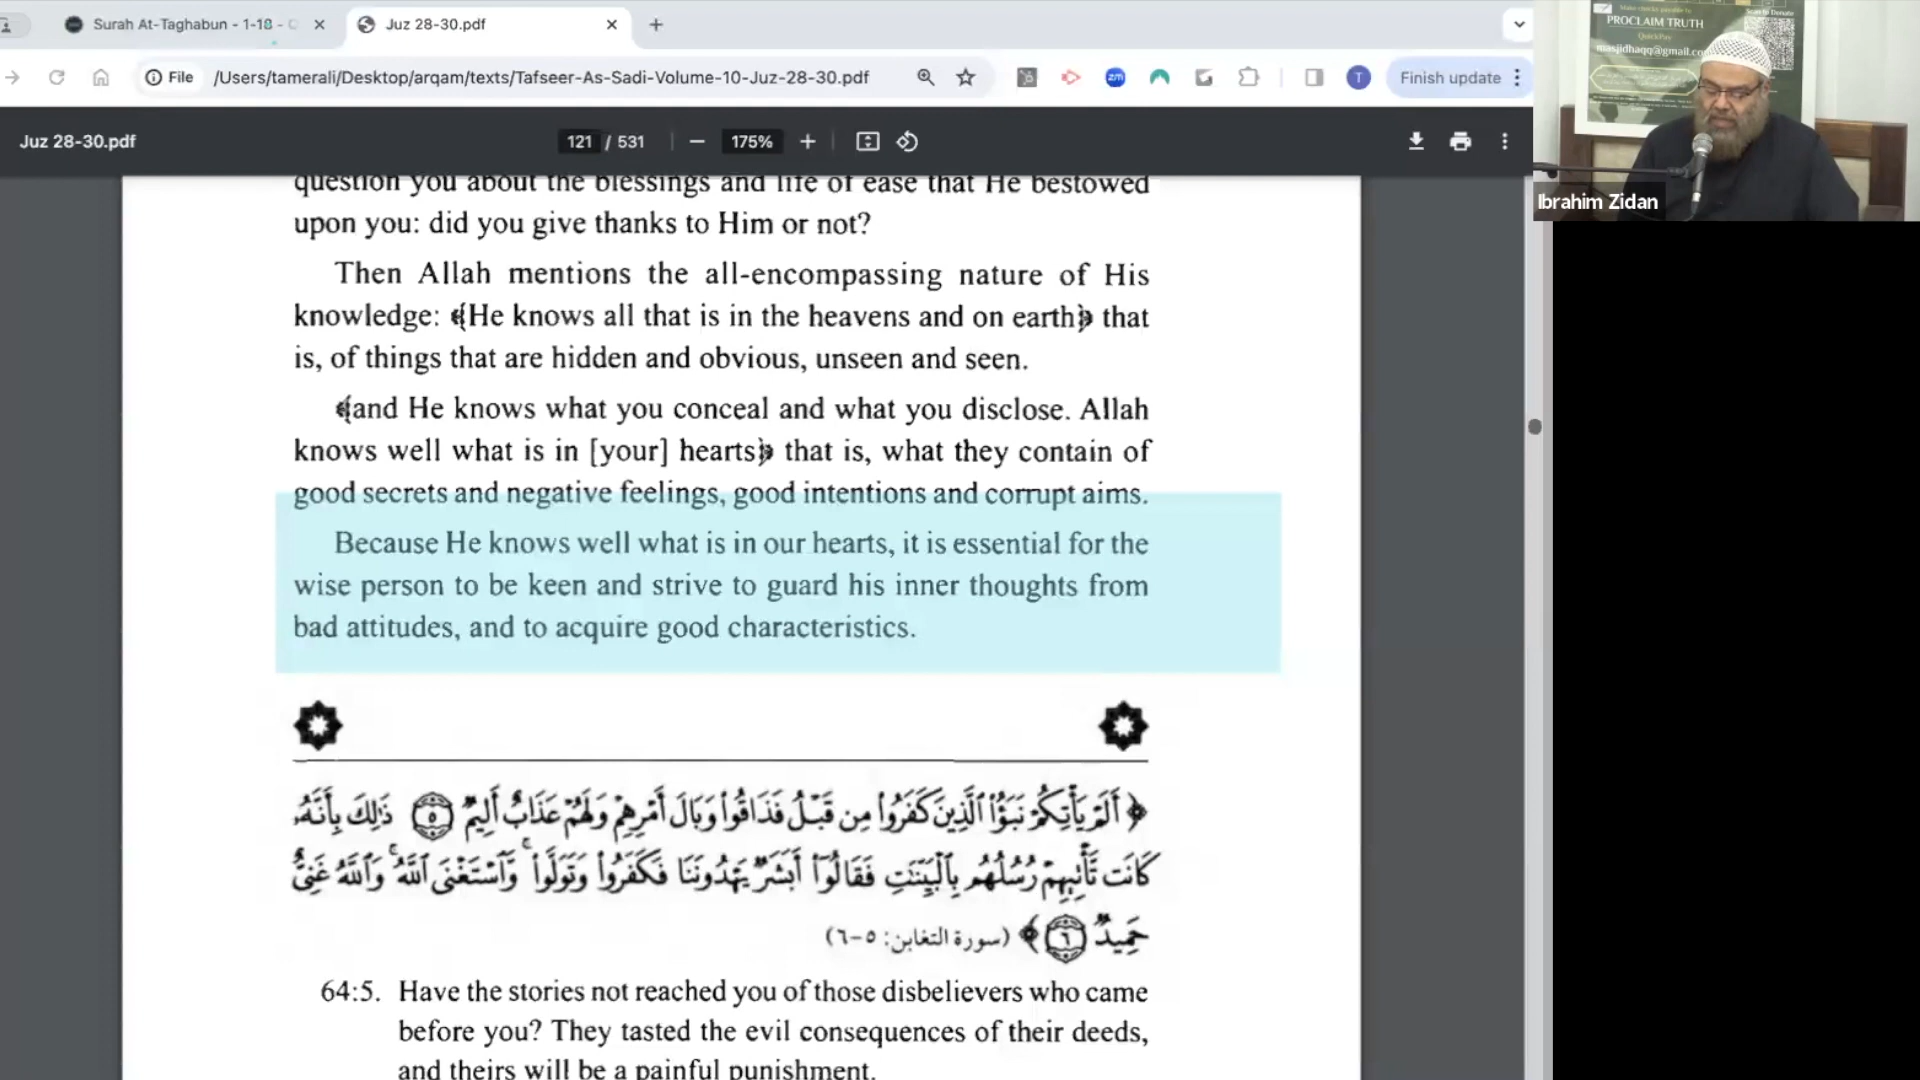 Surah At-Taghabun - 1-18 -
Juz 28-30.pdf
File
/Users/tamerali/Desktop/arqam/texts/Tafseer-As-Sadi-Volume-10-Juz-28-30.pdf
zm
T
Finish update
Juz 28-30.pdf
121 / 531
175%
PROCLAIM TRUTH
QuickPay
Ibrahim Zidan
question you about the blessings and life of ease that He bestowed
upon you: did you give thanks to Him or not?
Then Allah mentions the all-encompassing nature of His
knowledge: ﴾He knows all that is in the heavens and on earth﴿ that
is, of things that are hidden and obvious, unseen and seen.
﴾and He knows what you conceal and what you disclose. Allah
knows well what is in [your] hearts﴿ that is, what they contain of
good secrets and negative feelings, good intentions and corrupt aims.
Because He knows well what is in our hearts, it is essential for the
wise person to be keen and strive to guard his inner thoughts from
bad attitudes, and to acquire good characteristics.
﴿أَلَمْ يَأْتِكُمْ نَبَؤُا۟ ٱلَّذِينَ كَفَرُوا۟ مِن قَبْلُ فَذَاقُوا۟ وَبَالَ أَمْرِهِمْ وَلَهُمْ عَذَابٌ أَلِيمٌ ٥ ذَٰلِكَ بِأَنَّهُۥ
كَانَت تَّأْتِيهِمْ رُسُلُهُم بِٱلْبَيِّنَٰتِ فَقَالُوٓا۟ أَبَشَرٌ يَهْدُونَنَا فَكَفَرُوا۟ وَتَوَلَّوا۟ ۚ وَّٱسْتَغْنَى ٱللَّهُ ۚ وَٱللَّهُ غَنِىٌّ
حَمِيدٌ ٦﴾ (سورة التغابن: ٥-٦)
64:5. Have the stories not reached you of those disbelievers who came
before you? They tasted the evil consequences of their deeds,
and theirs will be a painful punishment.